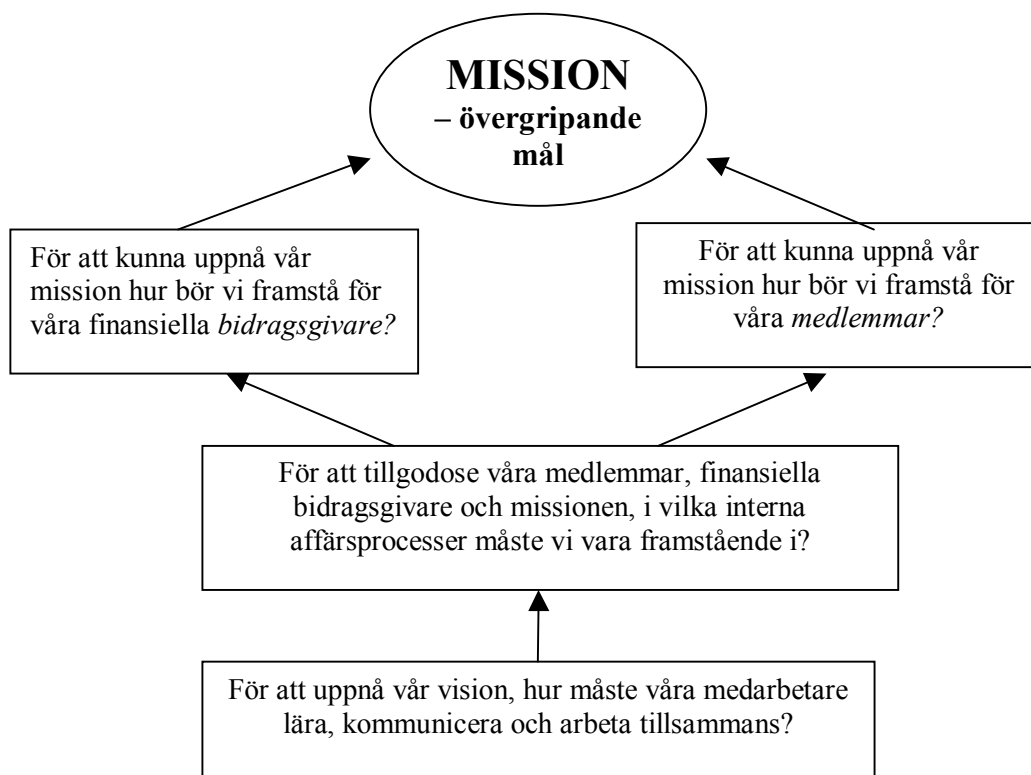 MISSION
– övergripande
mål
För att kunna uppnå vår
mission hur bör vi framstå för
våra finansiella bidragsgivare?
För att kunna uppnå vår
mission hur bör vi framstå för
våra medlemmar?
För att tillgodose våra medlemmar, finansiella
bidragsgivare och missionen, i vilka interna
affärsprocesser måste vi vara framstående i?
För att uppnå vår vision, hur måste våra medarbetare
lära, kommunicera och arbeta tillsammans?